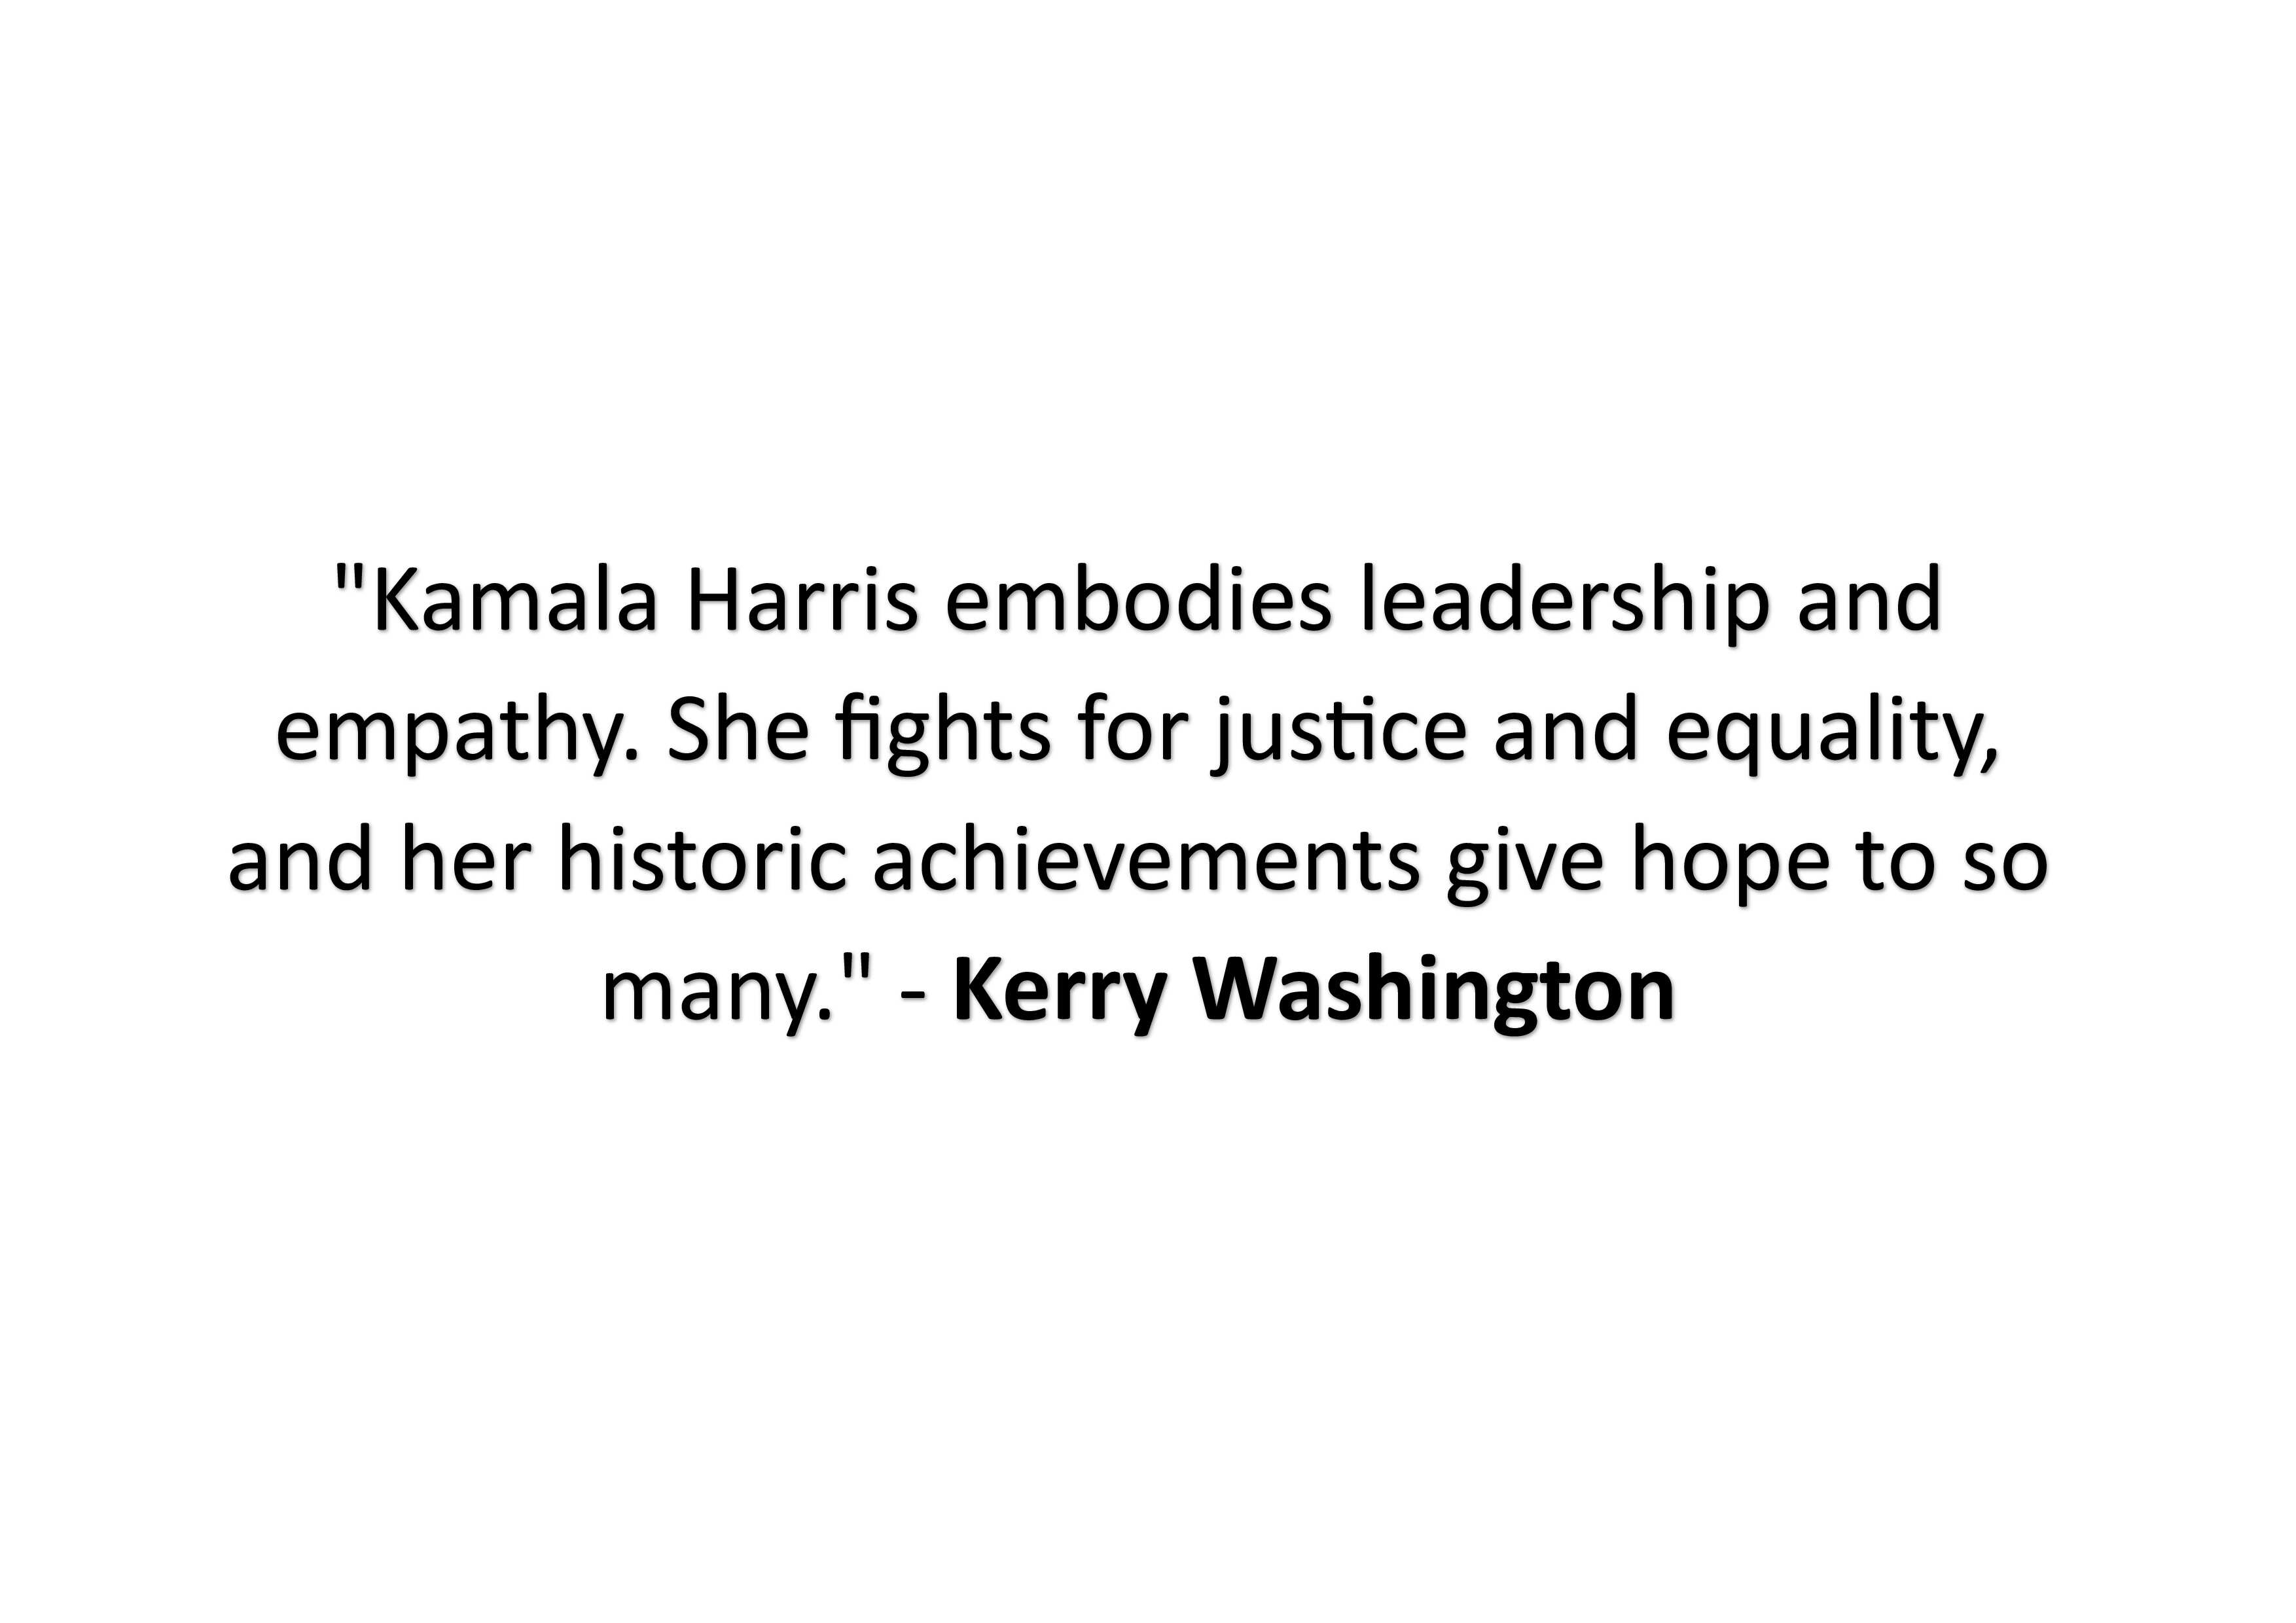 "Kamala Harris embodies leadership and
empathy. She fights for justice and equality,
and her historic achievements give hope to so
many." - Kerry Washington